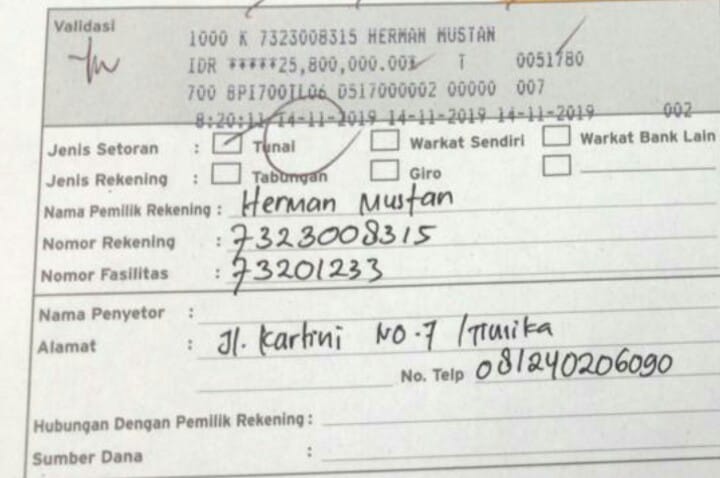 Validasi
1000 K 7323008315 HERMAN MUSTAN
IDR *****25,800,000.00 T 0051780
700 BPI700TL06 D517000002 00000 007
8:20:11 14-11-2019 14-11-2019 14-11-2019 002
Jenis Setoran : Tunai Warkat Sendiri Warkat Bank Lain
Jenis Rekening : Tabungan Giro
Nama Pemilik Rekening : Herman Mustan
Nomor Rekening : 7323008315
Nomor Fasilitas : 73201233
Nama Penyetor :
Alamat : Jl. Kartini NO.7 /Timika
No. Telp 081240206090
Hubungan Dengan Pemilik Rekening :
Sumber Dana :